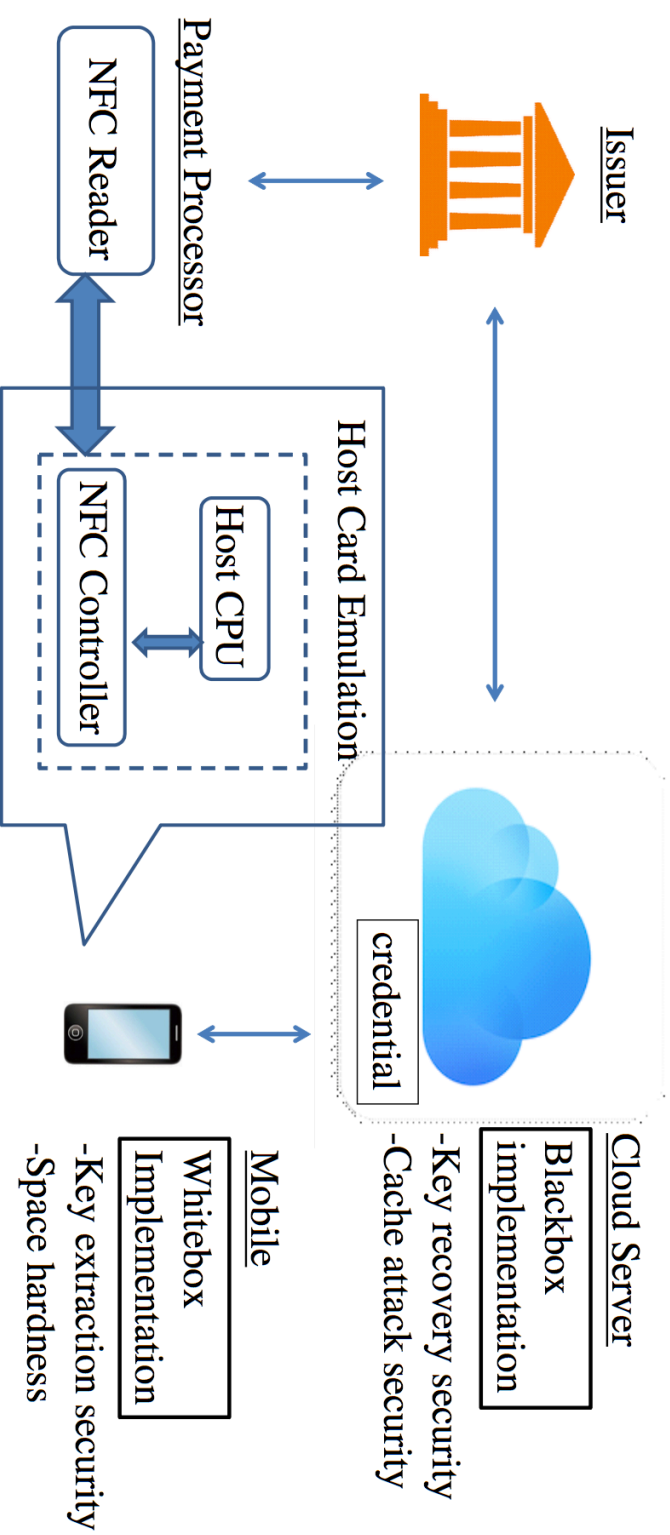 Issuer
Cloud Server
Blackbox
implementation
-Key recovery security
-Cache attack security
credential
Payment Processor
NFC Reader
Host Card Emulation
Host CPU
NFC Controller
Mobile
Whitebox
Implementation
-Key extraction security
-Space hardness